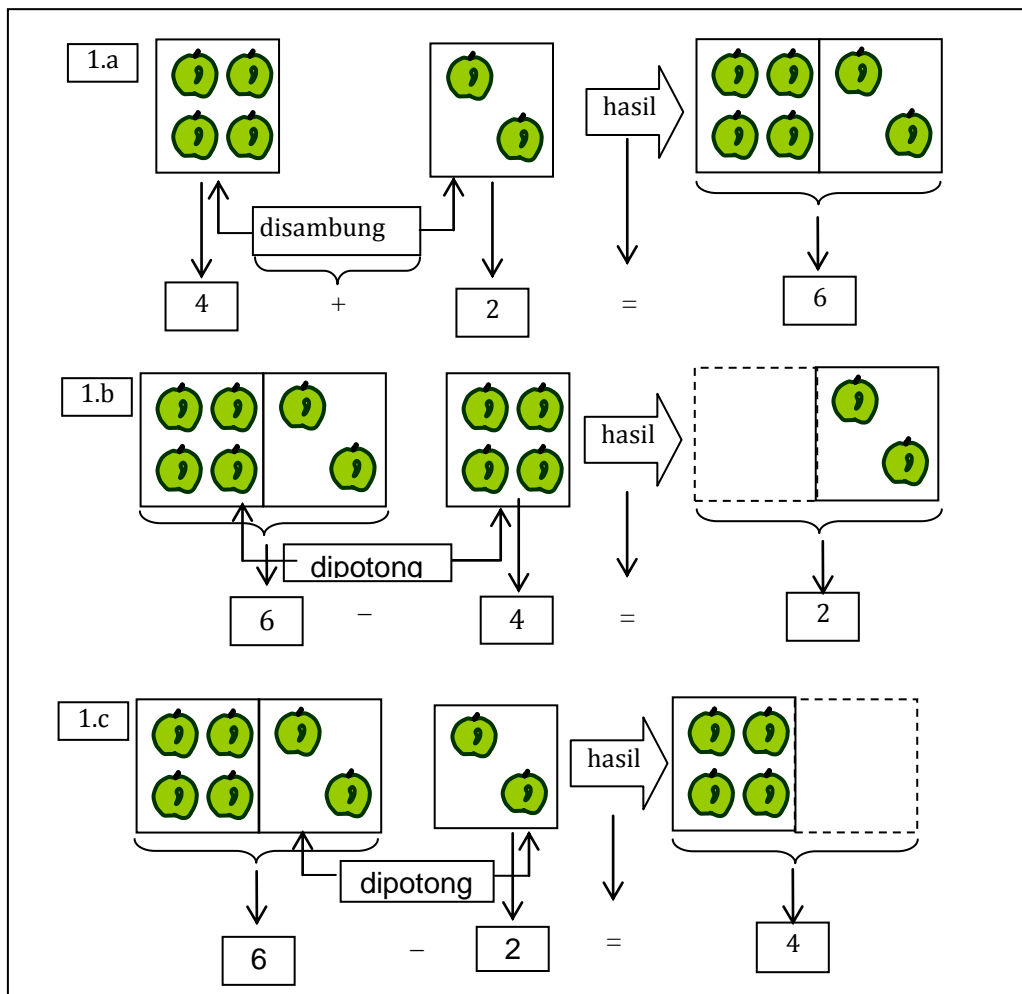 1.a
hasil
disambung
4 + 2 = 6
1.b
hasil
dipotong
6 − 4 = 2
1.c
hasil
dipotong
6 − 2 = 4